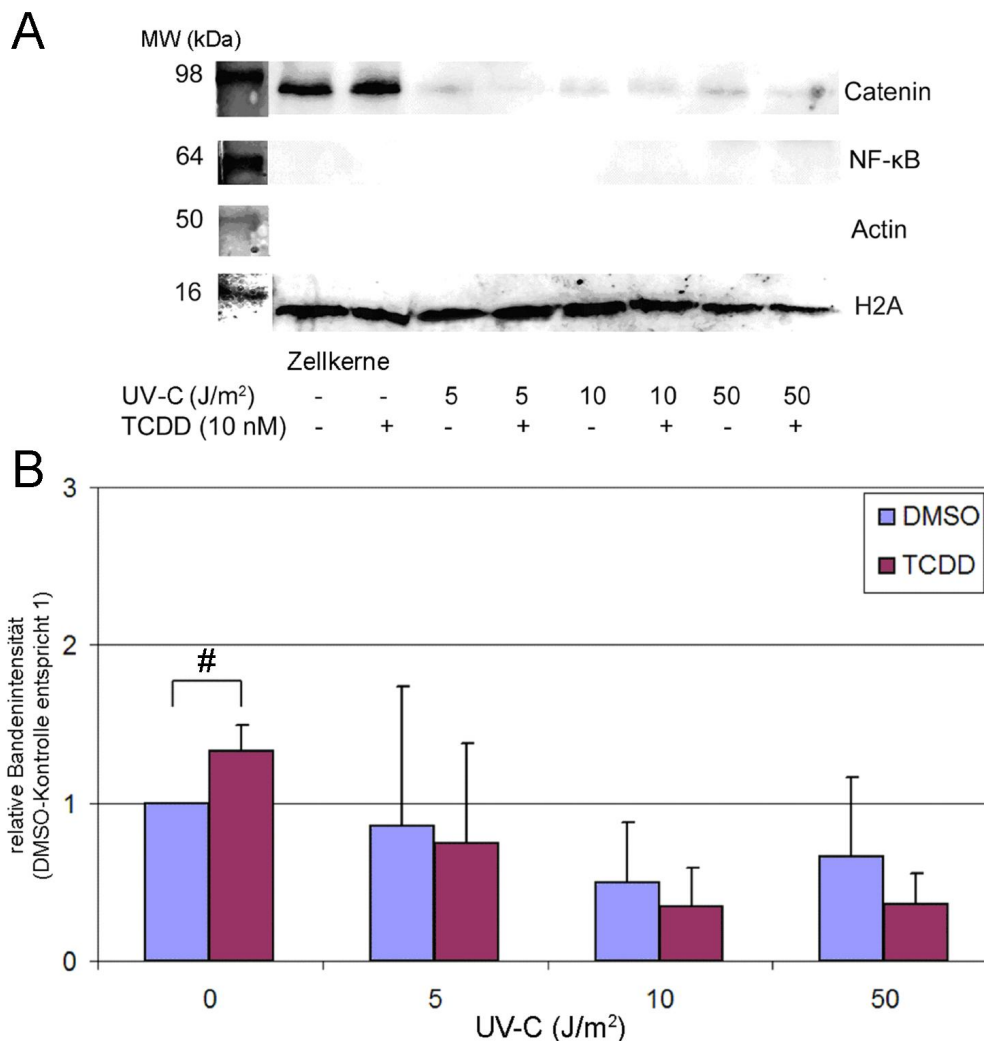 A
MW (kDa)
98
Catenin
64
NF-κB
50
Actin
16
H2A
Zellkerne
UV-C (J/m²) - - 5 5 10 10 50 50
TCDD (10 nM) - + - + - + - +
B
3
DMSO
TCDD
2
#
relative Bandenintensität
(DMSO-Kontrolle entspricht 1)
1
0
0 5 10 50
UV-C (J/m²)